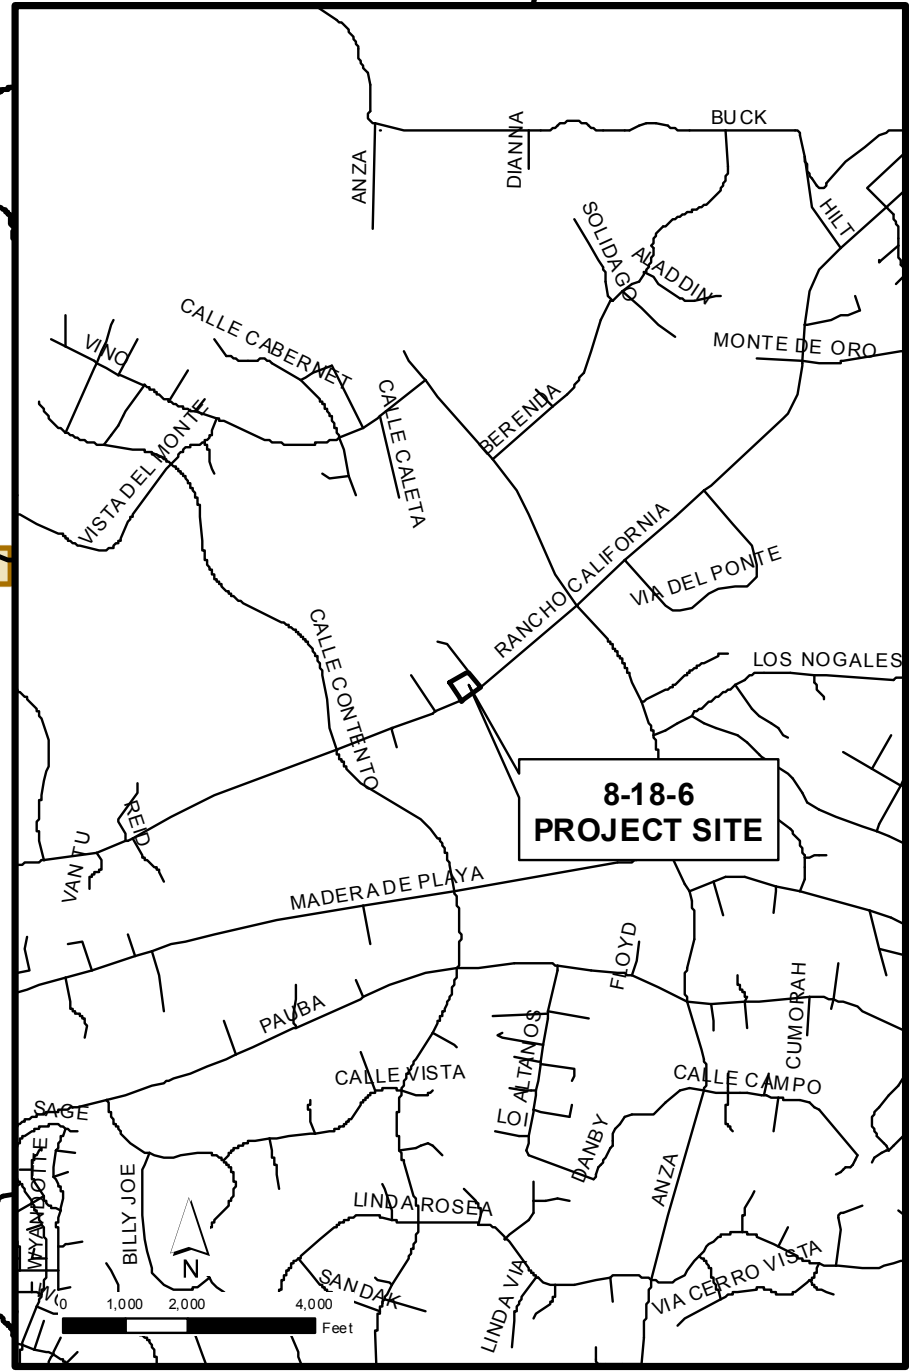 BUCK
DIANNA
ANZA
HILT
SOLIDAGO
ALADDIN
CALLE CABERNET
VINO
MONTE DE ORO
CALLE CALETA
BERENDA
VISTA DEL MONTE
RANCHO CALIFORNIA
VIA DEL PONTE
CALLE CONTENTO
LOS NOGALES
8-18-6
PROJECT SITE
REID
VAN TU
MADERA DE PLAYA
FLOYD
CUMORAH
PAUBA
LOI ALTANOS
CALLE VISTA
CALLE CAMPO
SAGE
DANBY
WYANDOTTE
BILLY JOE
ANZA
LINDA ROSEA
N
SANDAK
LINDA VIA
VIA CERRO VISTA
0 1,000 2,000 4,000
Feet